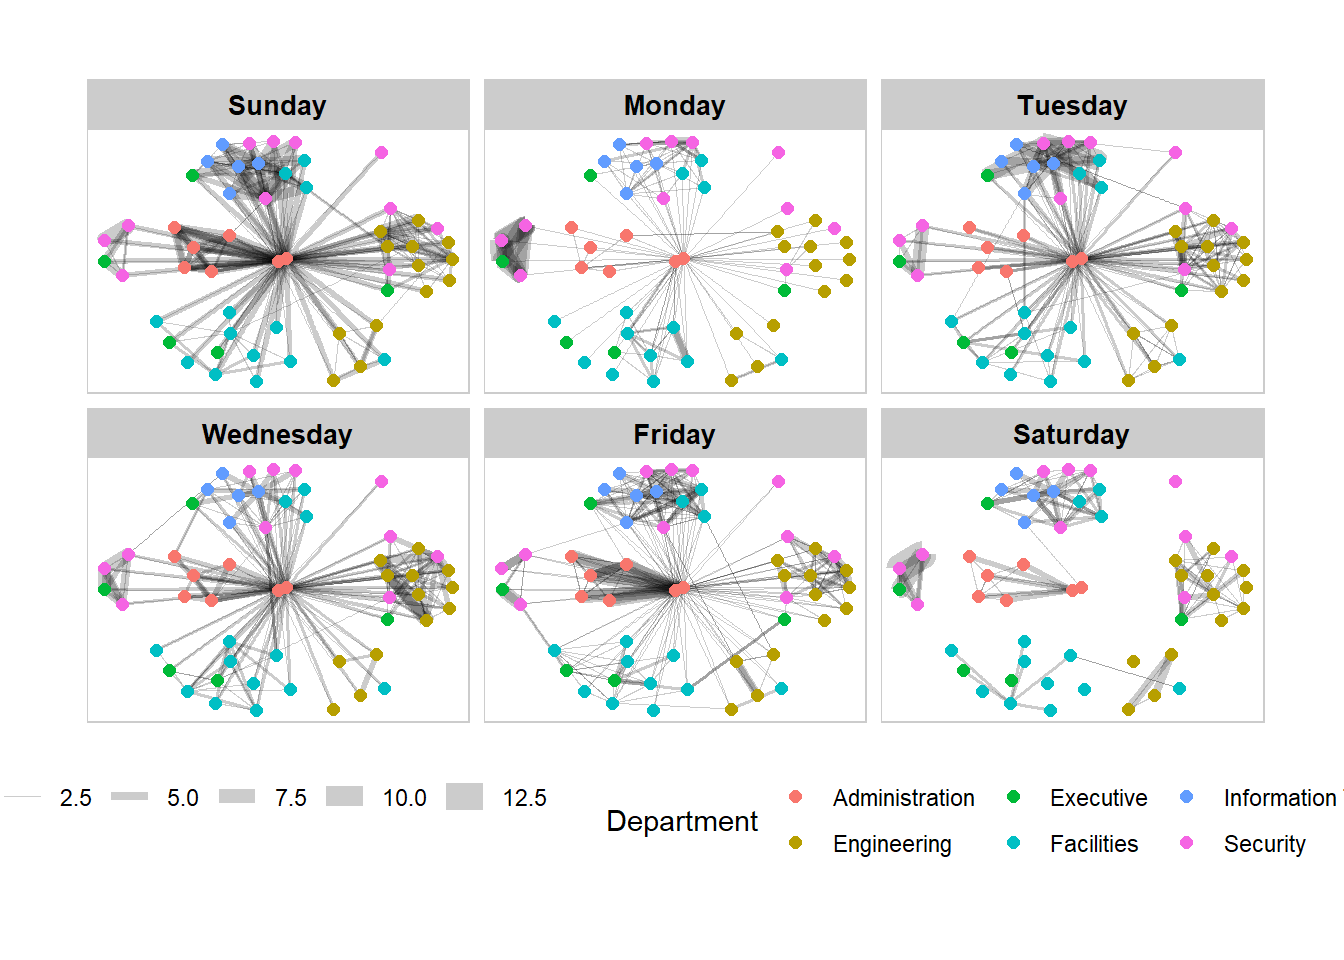 Sunday
Monday
Tuesday
Wednesday
Friday
Saturday
2.5 5.0 7.5 10.0 12.5
Department
Administration Executive Information
Engineering Facilities Security